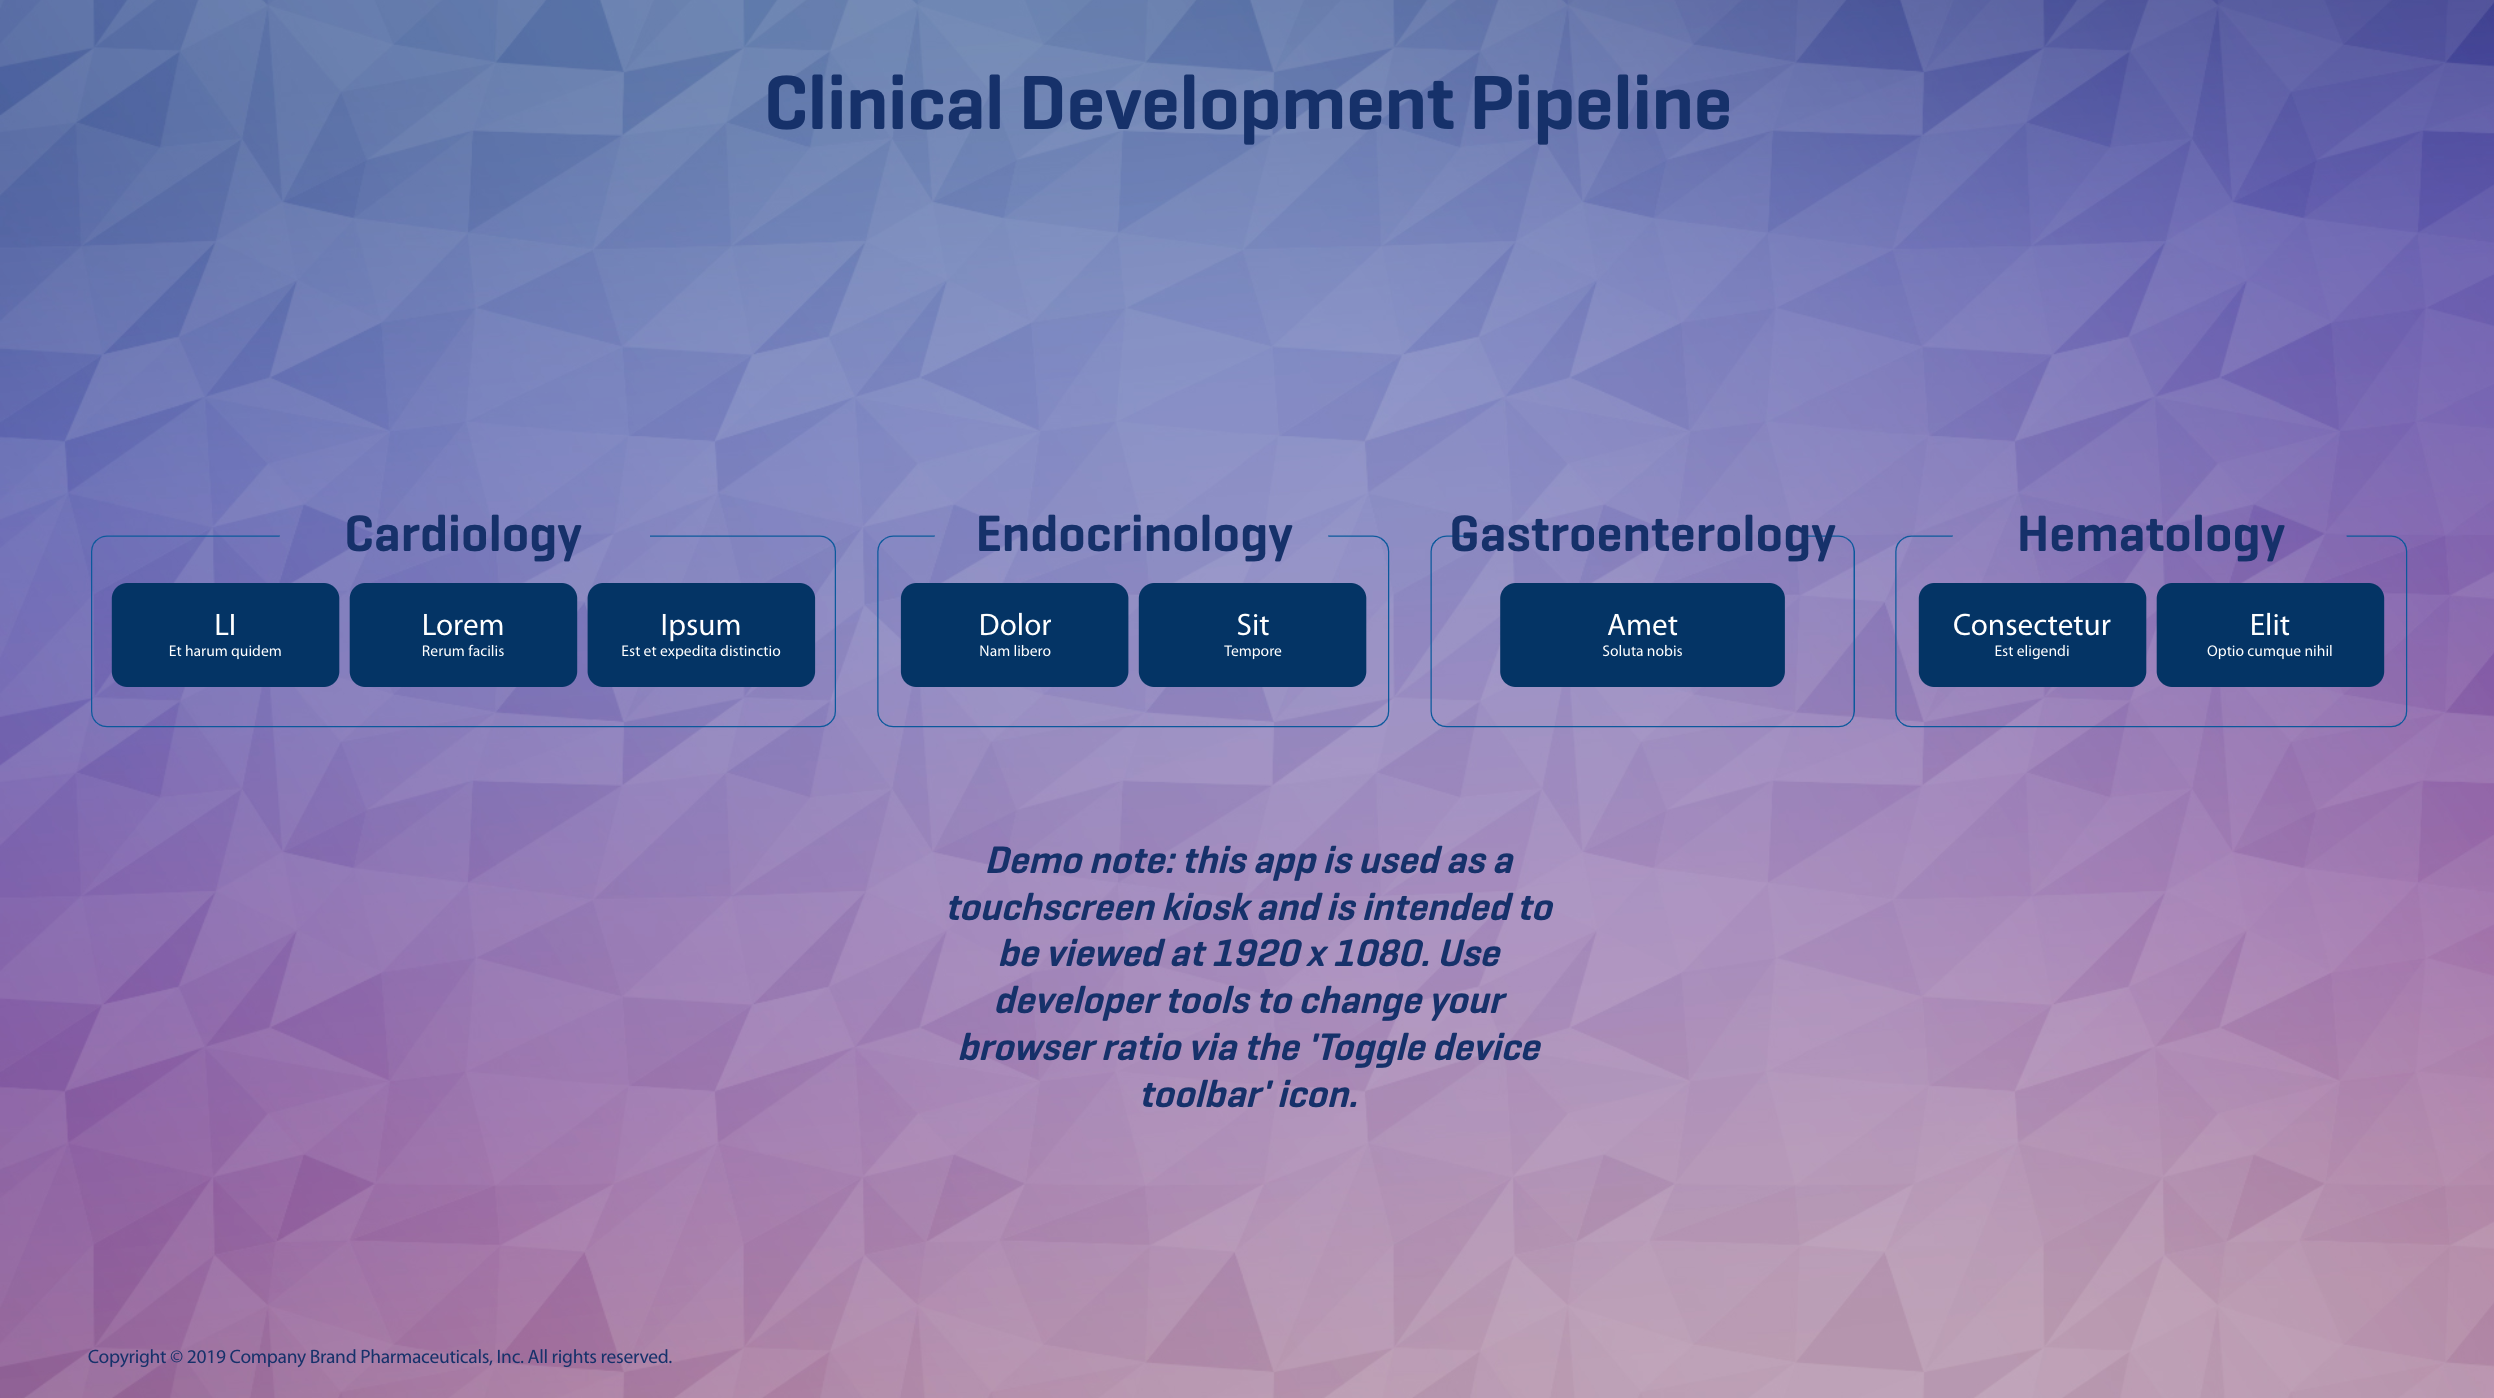 Clinical Development Pipeline
Cardiology
LI
Et harum quidem
Lorem
Rerum facilis
Ipsum
Est et expedita distinctio
Endocrinology
Dolor
Nam libero
Sit
Tempore
Gastroenterology
Amet
Soluta nobis
Hematology
Consectetur
Est eligendi
Elit
Optio cumque nihil
Demo note: this app is used as a
touchscreen kiosk and is intended to
be viewed at 1920 x 1080. Use
developer tools to change your
browser ratio via the 'Toggle device
toolbar' icon.
Copyright © 2019 Company Brand Pharmaceuticals, Inc. All rights reserved.